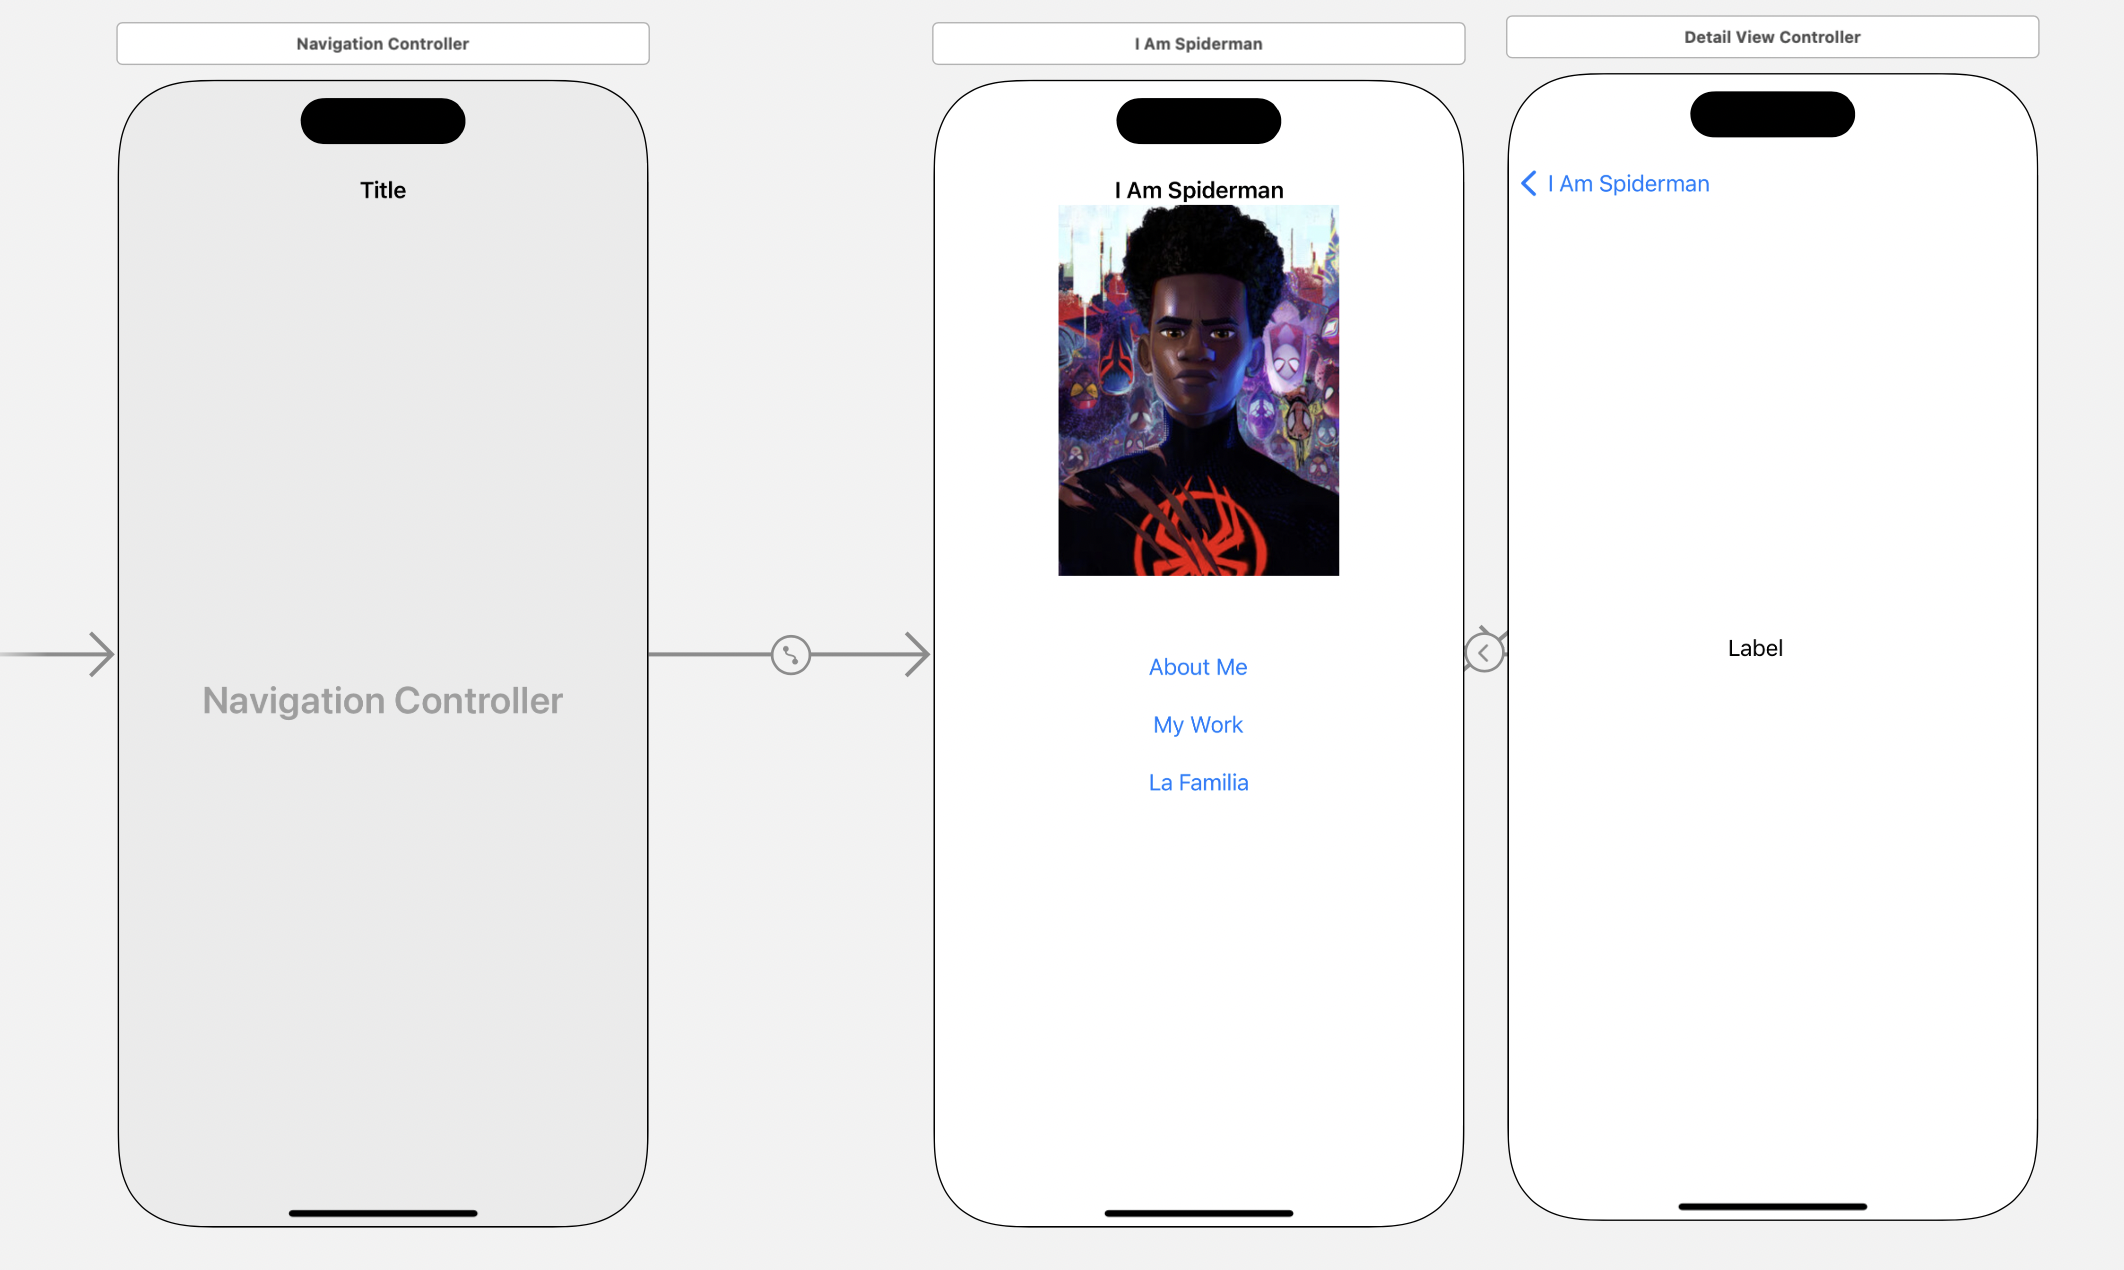 Navigation Controller
Title
Navigation Controller
I Am Spiderman
I Am Spiderman
About Me
My Work
La Familia
Detail View Controller
I Am Spiderman
Label